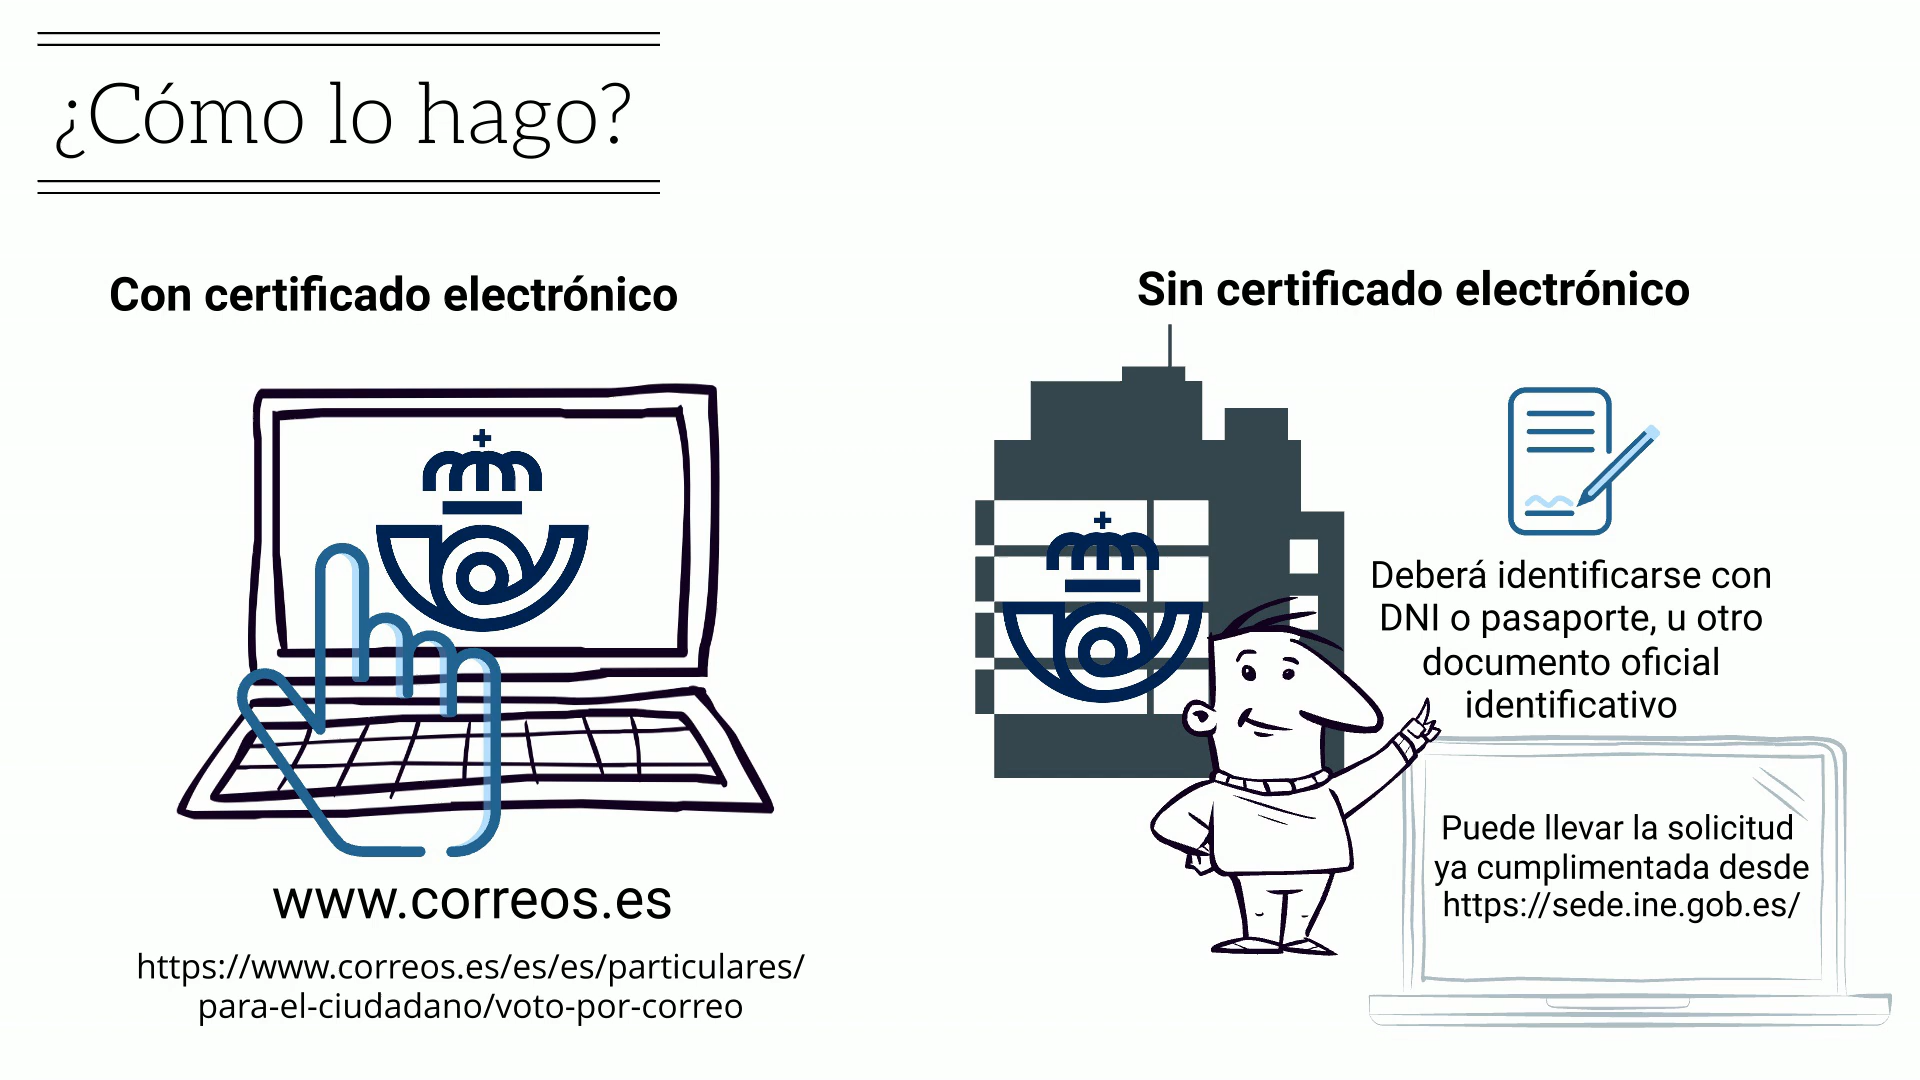 ¿Cómo lo hago?
Con certificado electrónico
www.correos.es
https://www.correos.es/es/es/particulares/
para-el-ciudadano/voto-por-correo
Sin certificado electrónico
Deberá identificarse con
DNI o pasaporte, u otro
documento oficial
identificativo
Puede llevar la solicitud
ya cumplimentada desde
https://sede.ine.gob.es/